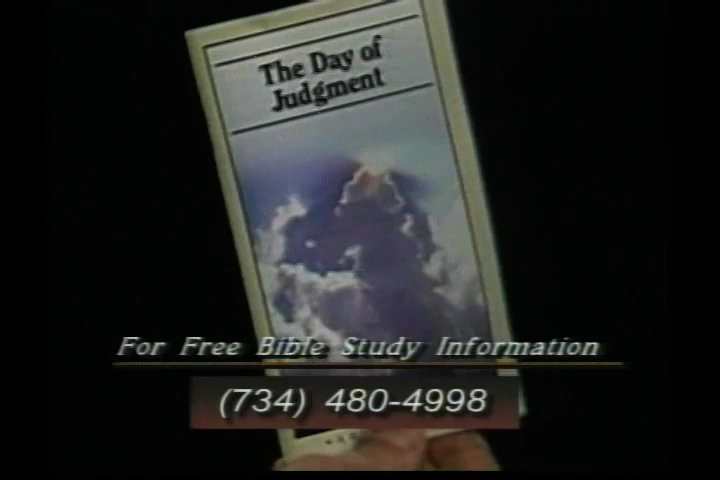 The Day of
Judgment
For Free Bible Study Information
(734) 480-4998